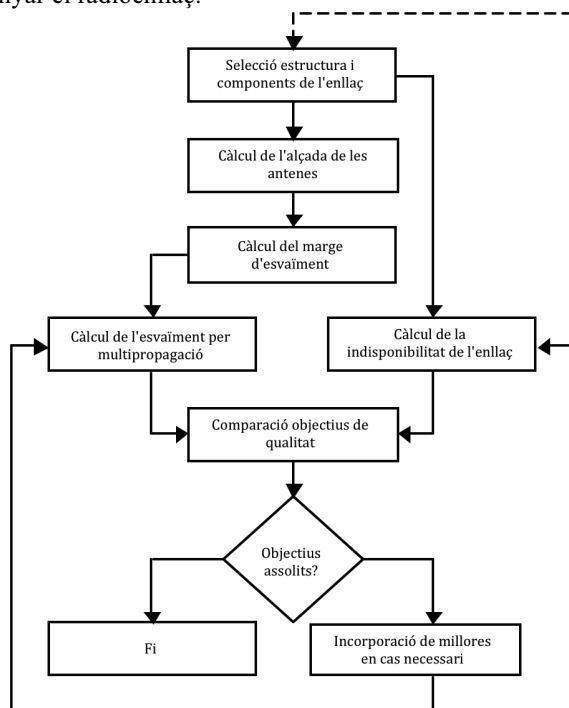 el radioenllaç.
Selecció estructura i
components de l'enllaç
Càlcul de l'alçada de les
antenes
Càlcul del marge
d'esvaïment
Càlcul de l'esvaïment per
multipropagació
Càlcul de la
indisponibilitat de l'enllaç
Comparació objectius de
qualitat
Objectius
assolits?
Fi
Incorporació de millores
en cas necessari